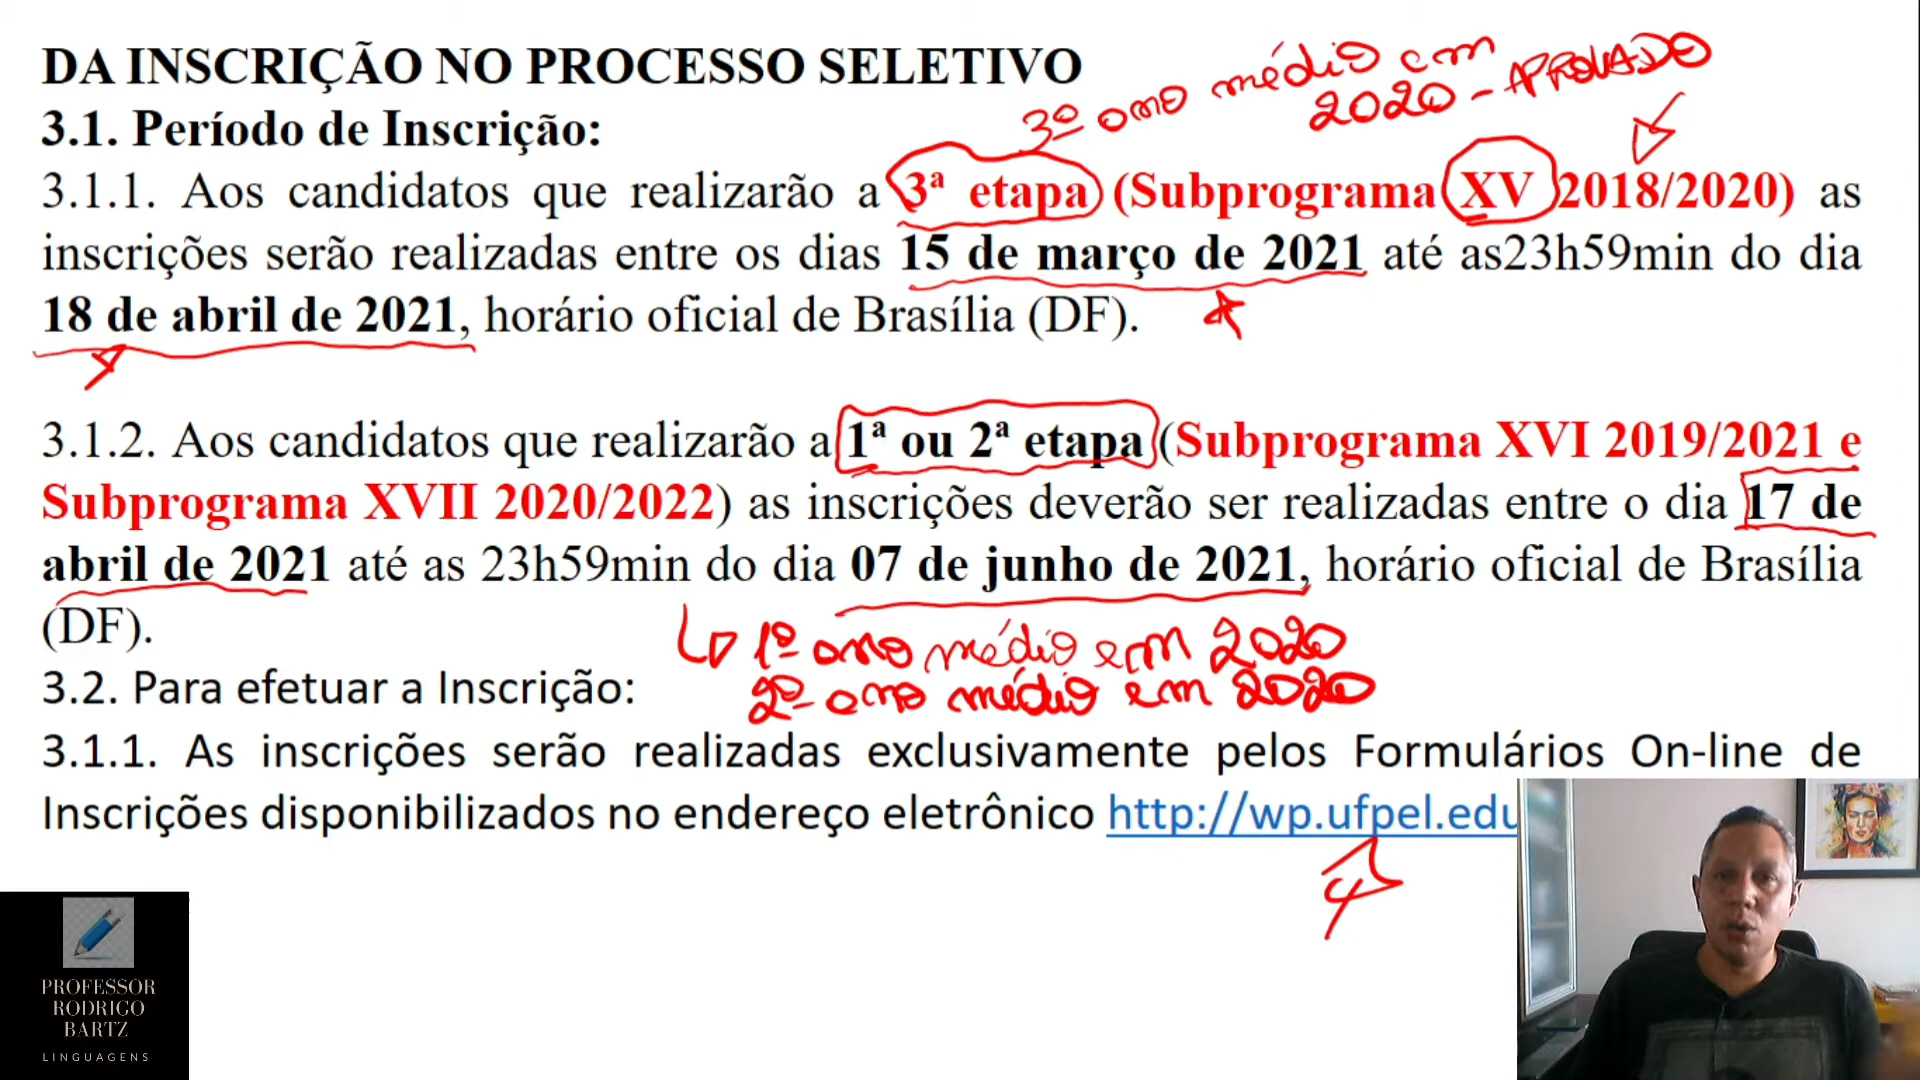 DA INSCRIÇÃO NO PROCESSO SELETIVO
3º ano médio em
2020 - APROVADO
3.1. Período de Inscrição:
3.1.1. Aos candidatos que realizarão a 3ª etapa (Subprograma XV 2018/2020) as
inscrições serão realizadas entre os dias 15 de março de 2021 até as23h59min do dia
18 de abril de 2021, horário oficial de Brasília (DF).
3.1.2. Aos candidatos que realizarão a 1ª ou 2ª etapa (Subprograma XVI 2019/2021 e
Subprograma XVII 2020/2022) as inscrições deverão ser realizadas entre o dia 17 de
abril de 2021 até as 23h59min do dia 07 de junho de 2021, horário oficial de Brasília
(DF).
1º ano médio em 2020
2º ano médio em 2020
3.2. Para efetuar a Inscrição:
3.1.1. As inscrições serão realizadas exclusivamente pelos Formulários On-line de
Inscrições disponibilizados no endereço eletrônico http://wp.ufpel.edu
PROFESSOR
RODRIGO
BARTZ
LINGUAGENS